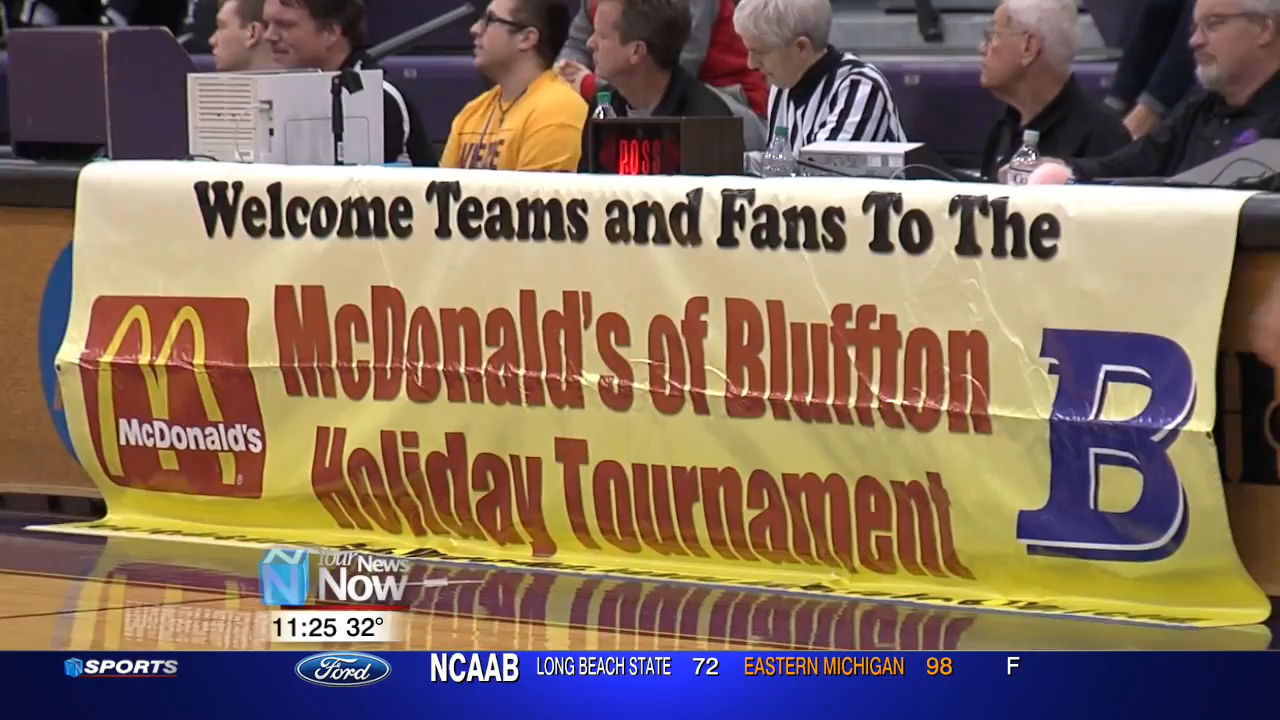 POSS
Welcome Teams and Fans To The
McDonald's of Bluffton
McDonald's
Holiday Tournament
B
N Your News Now
11:25 32°
N SPORTS
Ford
NCAAB LONG BEACH STATE 72 EASTERN MICHIGAN 98 F